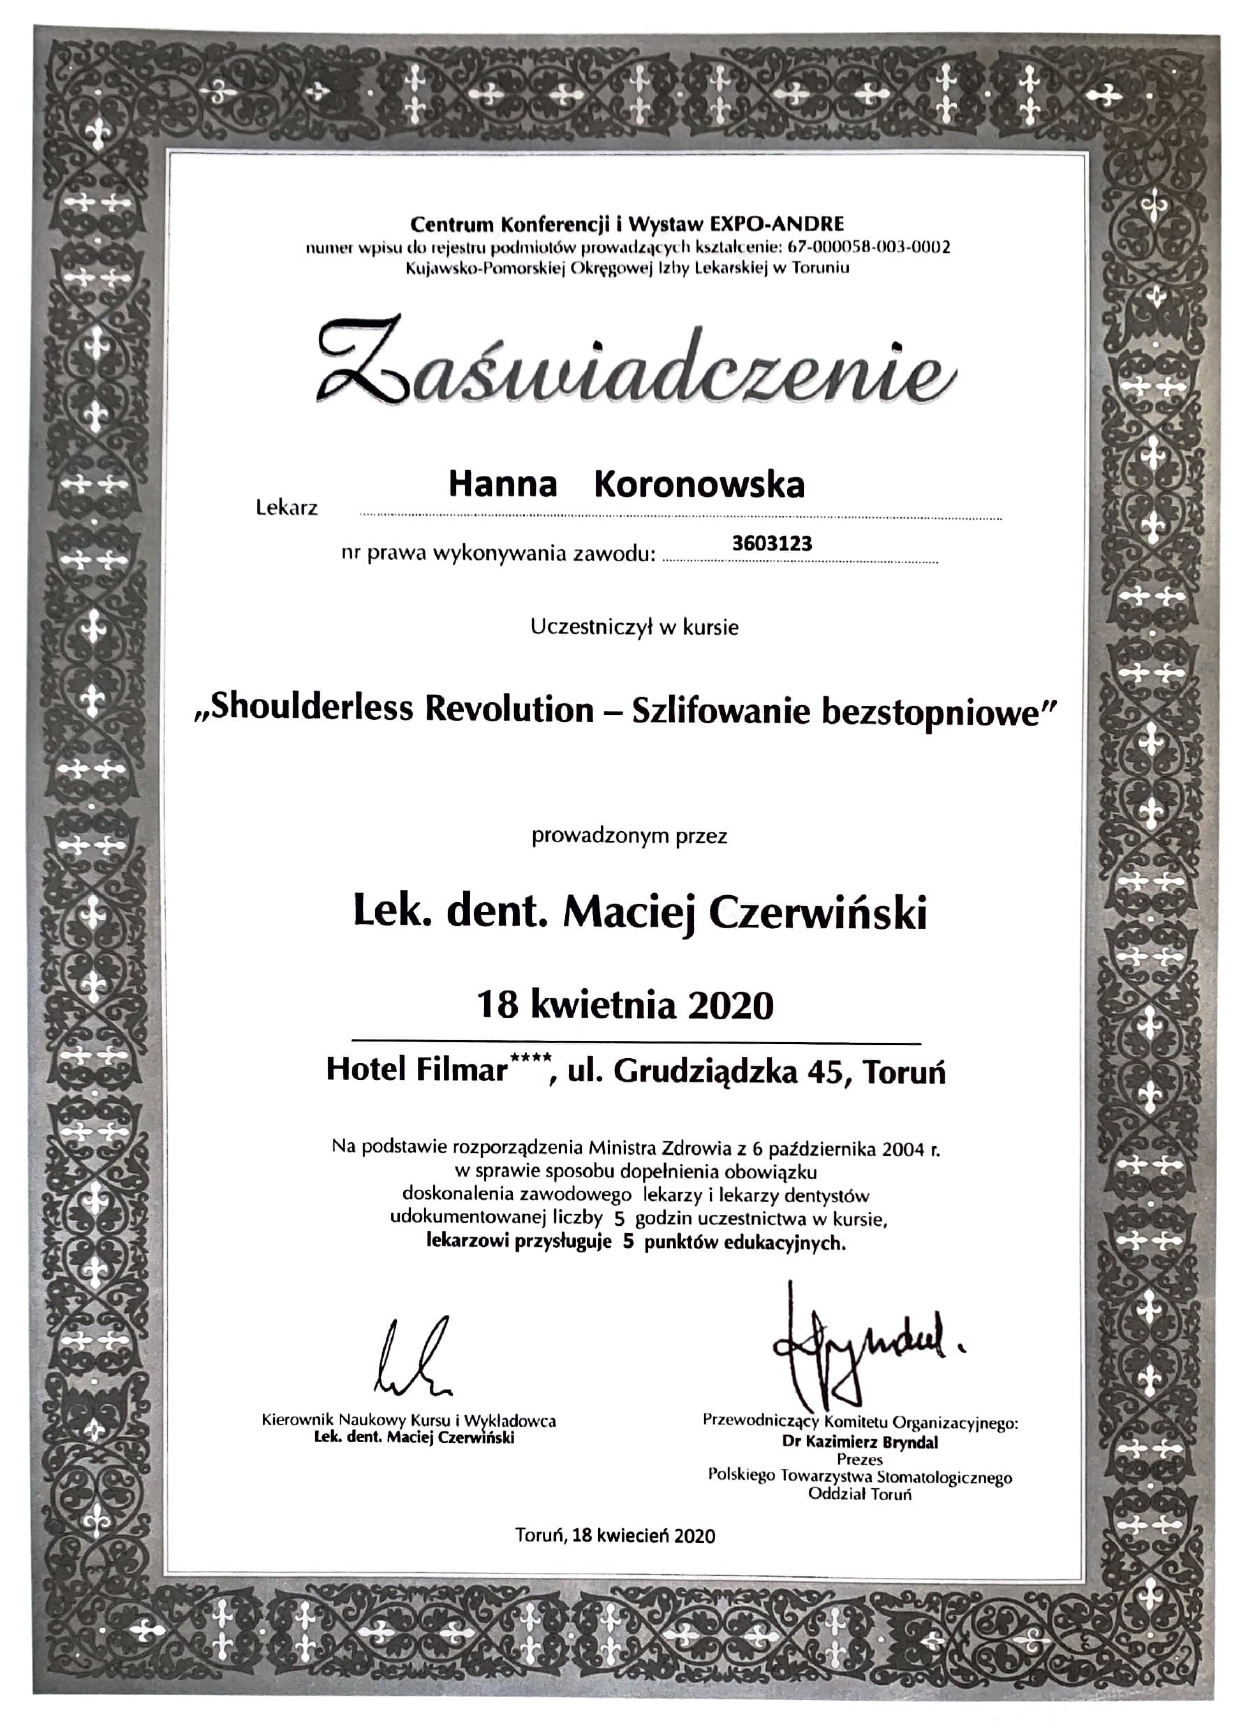 Centrum Konferencji i Wystaw EXPO-ANDRE
numer wpisu do rejestru podmiotów prowadzących kształcenie: 67-000058-003-0002
Kujawsko-Pomorskiej Okręgowej Izby Lekarskiej w Toruniu
Zaświadczenie
Hanna Koronowska
Lekarz
nr prawa wykonywania zawodu: 3603123
Uczestniczył w kursie
„Shoulderless Revolution – Szlifowanie bezstopniowe”
prowadzonym przez
Lek. dent. Maciej Czerwiński
18 kwietnia 2020
Hotel Filmar****, ul. Grudziądzka 45, Toruń
Na podstawie rozporządzenia Ministra Zdrowia z 6 października 2004 r.
w sprawie sposobu dopełnienia obowiązku
doskonalenia zawodowego lekarzy i lekarzy dentystów
udokumentowanej liczby 5 godzin uczestnictwa w kursie,
lekarzowi przysługuje 5 punktów edukacyjnych.
Kierownik Naukowy Kursu i Wykładowca
Lek. dent. Maciej Czerwiński
Przewodniczący Komitetu Organizacyjnego:
Dr Kazimierz Bryndal
Prezes
Polskiego Towarzystwa Stomatologicznego
Oddział Toruń
Toruń, 18 kwiecień 2020